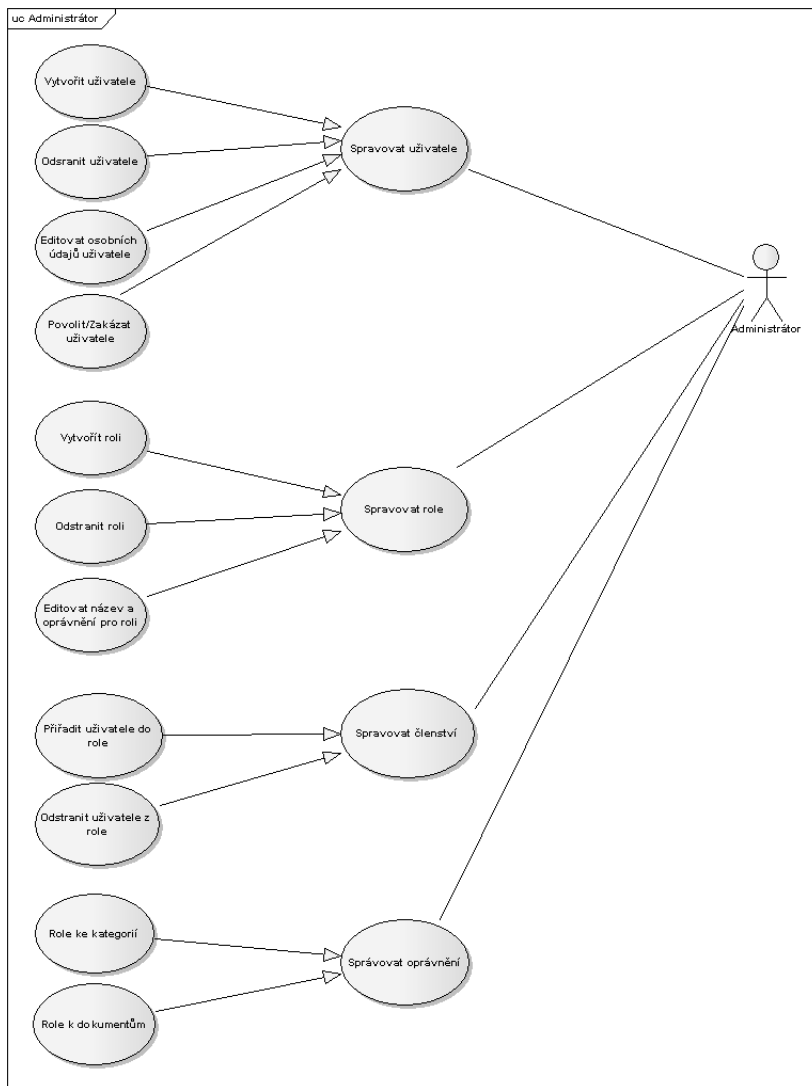 uc Administrátor
Vytvořit uživatele
Odsranit uživatele
Editovat osobních
údajů uživatele
Povolit/Zakázat
uživatele
Spravovat uživatele
Administrátor
Vytvořít roli
Odstranit roli
Editovat název a
oprávnění pro roli
Spravovat role
Přiřadit uživatele do
role
Odstranit uživatele z
role
Spravovat členství
Role ke kategorií
Role k dokumentům
Správovat oprávnění